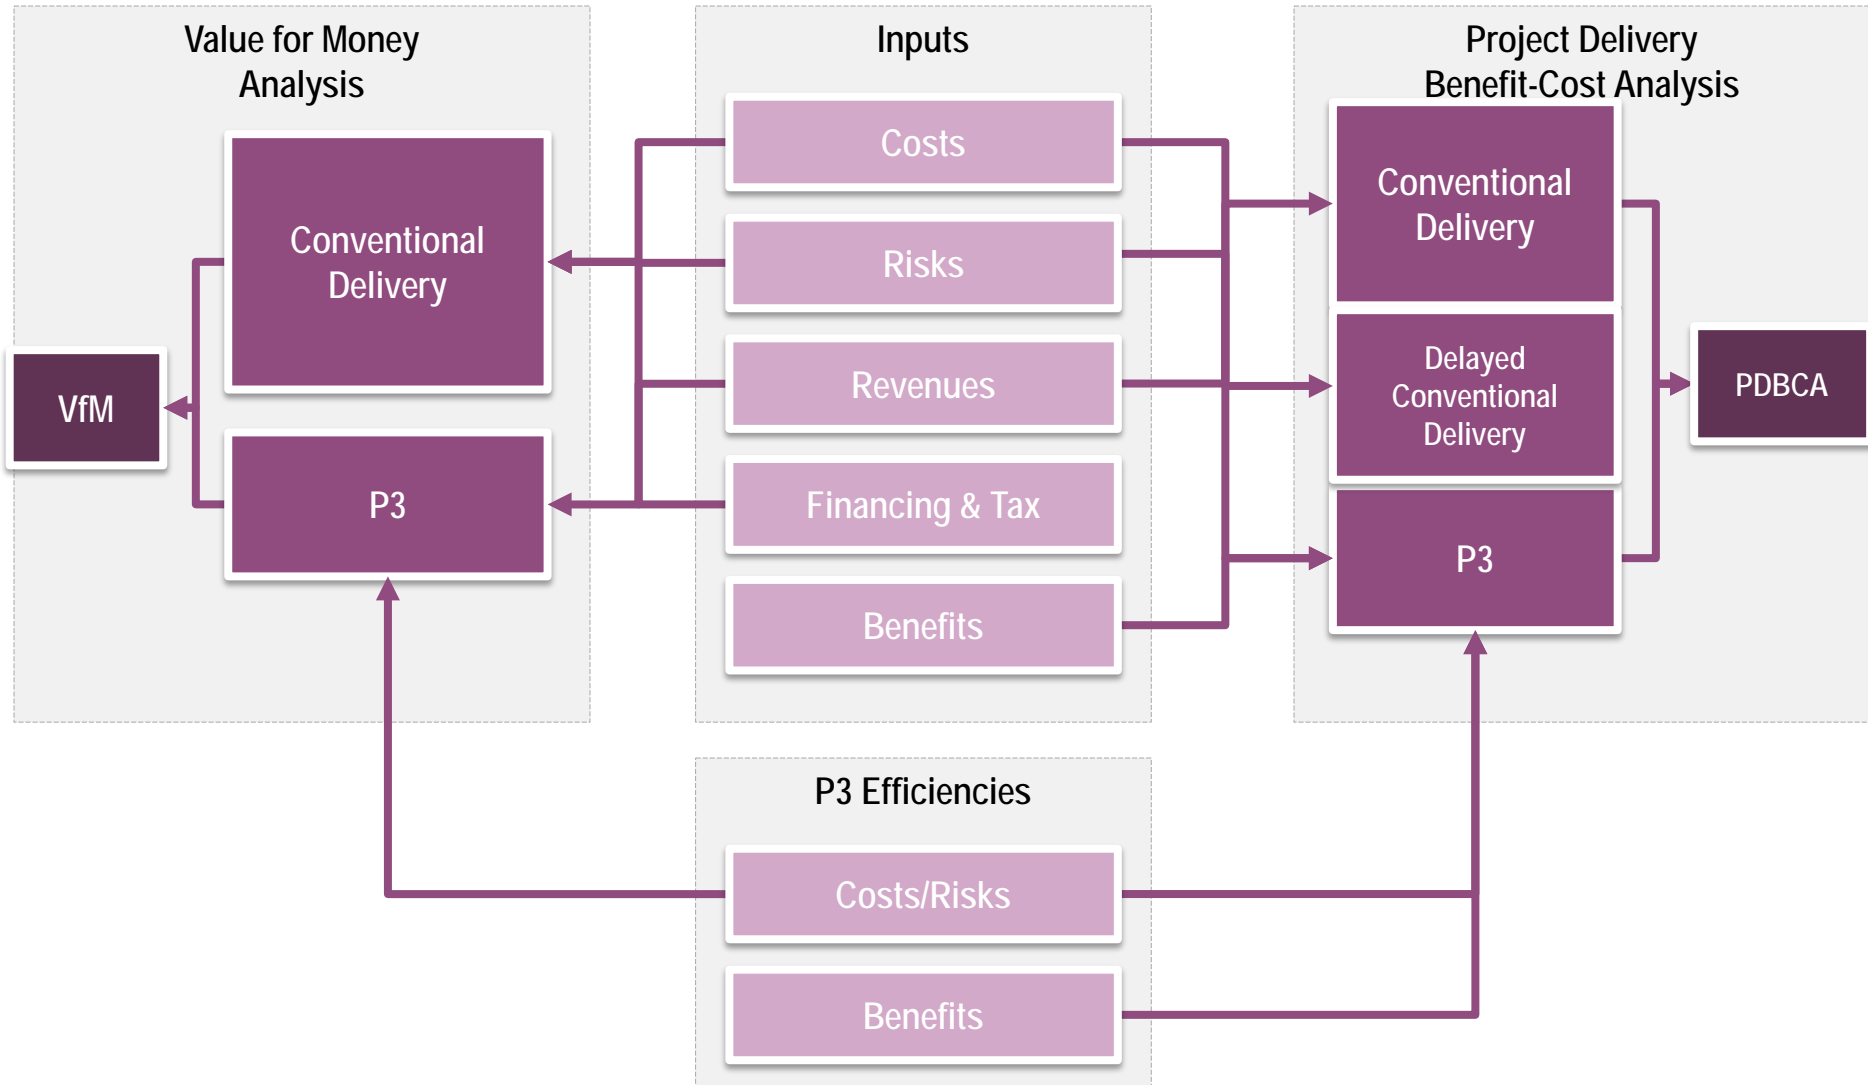 Value for Money
Analysis
Conventional
Delivery
VfM
P3
Inputs
Costs
Risks
Revenues
Financing & Tax
Benefits
Project Delivery
Benefit-Cost Analysis
Conventional
Delivery
Delayed
Conventional
Delivery
PDBCA
P3
P3 Efficiencies
Costs/Risks
Benefits